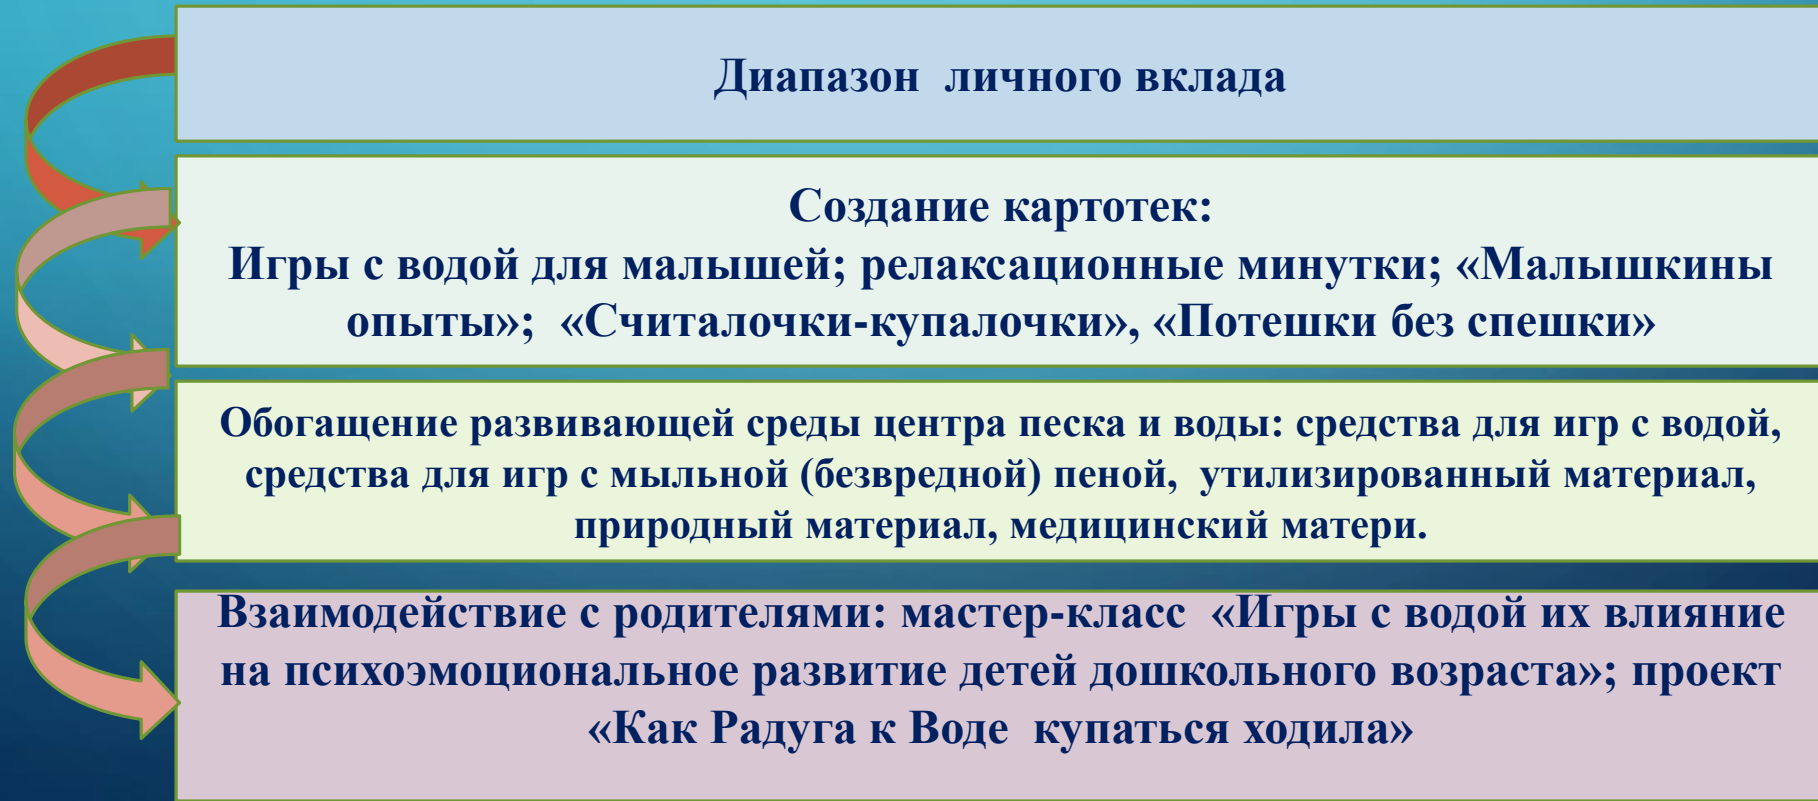 Диапазон личного вклада
Создание картотек:
Игры с водой для малышей; релаксационные минутки; «Малышкины
опыты»; «Считалочки-купалочки», «Потешки без спешки»
Обогащение развивающей среды центра песка и воды: средства для игр с водой,
средства для игр с мыльной (безвредной) пеной, утилизированный материал,
природный материал, медицинский матери.
Взаимодействие с родителями: мастер-класс «Игры с водой их влияние
на психоэмоциональное развитие детей дошкольного возраста»; проект
«Как Радуга к Воде купаться ходила»